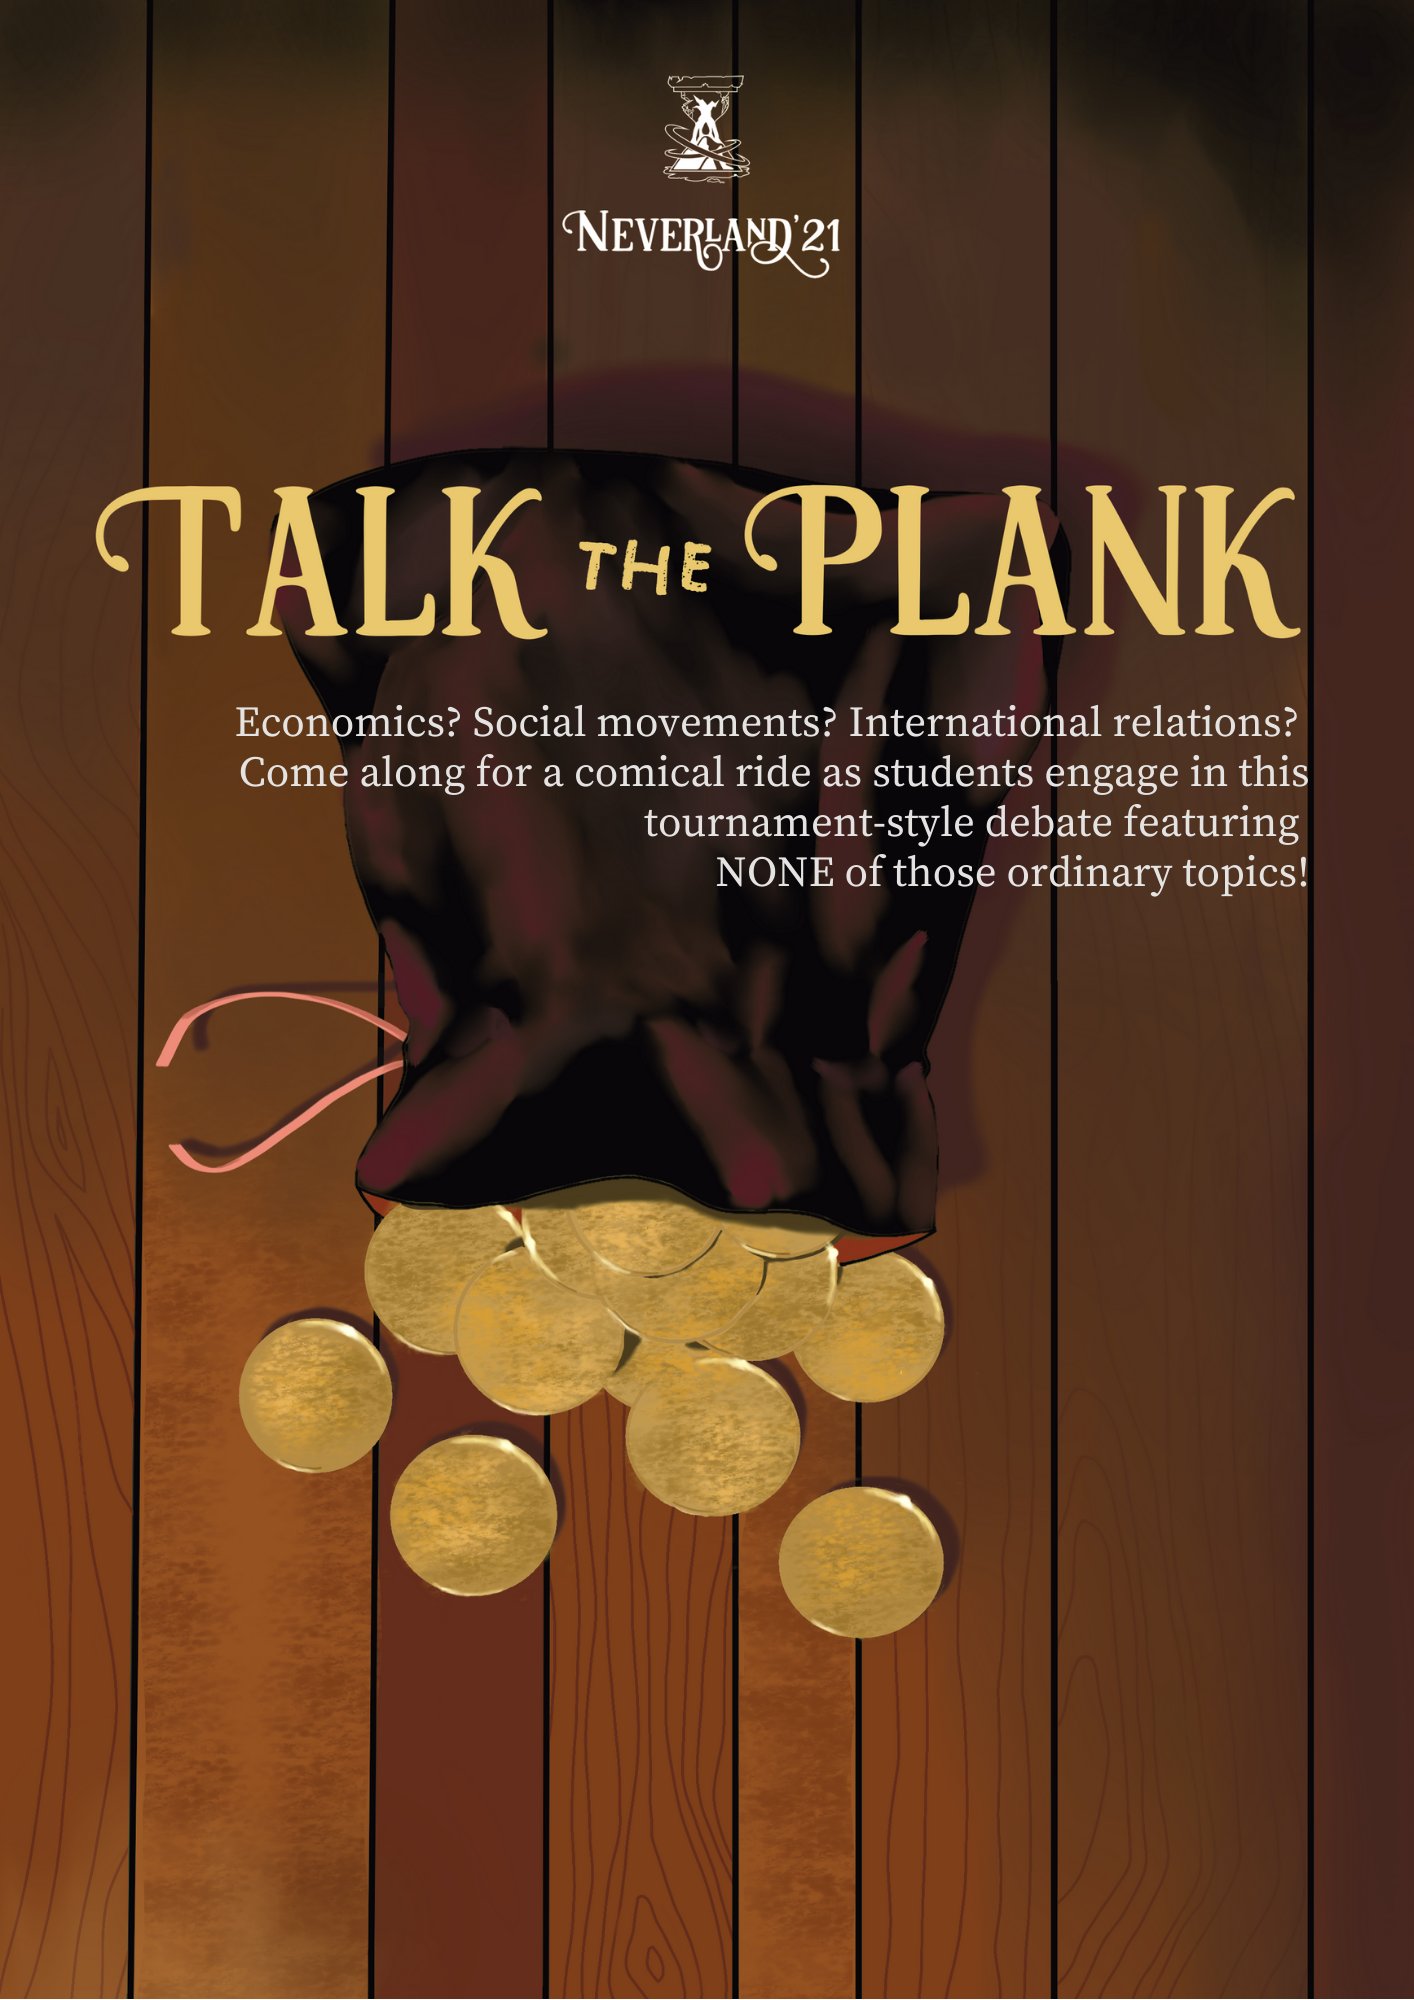 Neverland'21
Talk the Plank
Economics? Social movements? International relations?
Come along for a comical ride as students engage in this
tournament-style debate featuring
NONE of those ordinary topics!